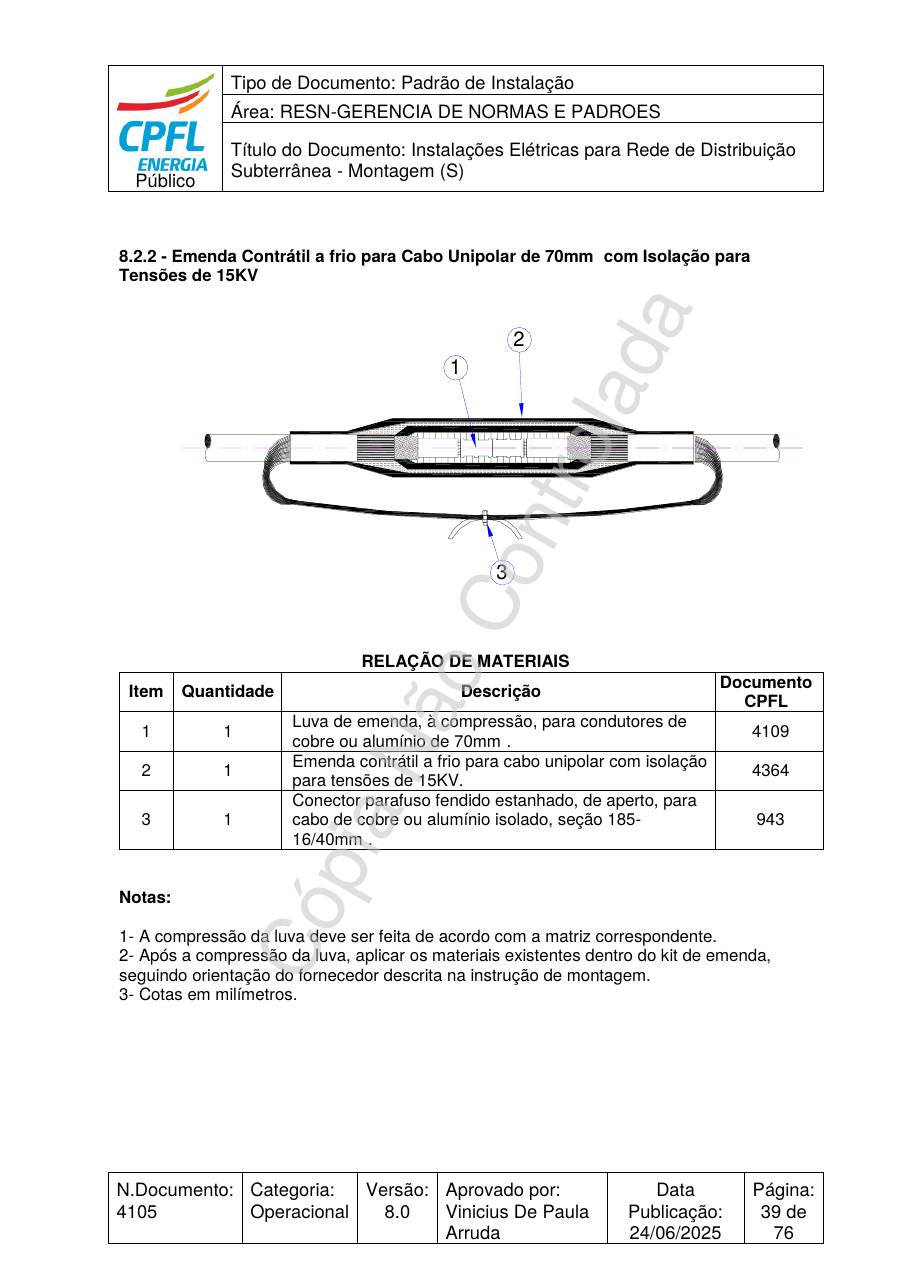 CPFL
ENERGIA
Público
Tipo de Documento: Padrão de Instalação
Área: RESN-GERENCIA DE NORMAS E PADROES
Título do Documento: Instalações Elétricas para Rede de Distribuição
Subterrânea - Montagem (S)
8.2.2 - Emenda Contrátil a frio para Cabo Unipolar de 70mm  com Isolação para
Tensões de 15KV
2
1
3
RELAÇÃO DE MATERIAIS
Item Quantidade Descrição Documento CPFL
1 1 Luva de emenda, à compressão, para condutores de
cobre ou alumínio de 70mm . 4109
2 1 Emenda contrátil a frio para cabo unipolar com isolação
para tensões de 15KV. 4364
3 1 Conector parafuso fendido estanhado, de aperto, para
cabo de cobre ou alumínio isolado, seção 185-
16/40mm . 943
Notas:
1- A compressão da luva deve ser feita de acordo com a matriz correspondente.
2- Após a compressão da luva, aplicar os materiais existentes dentro do kit de emenda,
seguindo orientação do fornecedor descrita na instrução de montagem.
3- Cotas em milímetros.
Cópia Não Controlada
N.Documento: Categoria: Versão: Aprovado por: Data Página:
4105 Operacional 8.0 Vinicius De Paula Publicação: 39 de
Arruda 24/06/2025 76